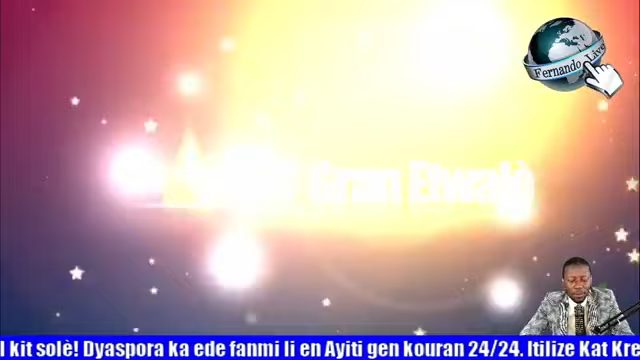 Fernando Live
Gran Etwal
l kit solè! Dyaspora ka ede fanmi li en Ayiti gen kouran 24/24. Itilize Kat Kre